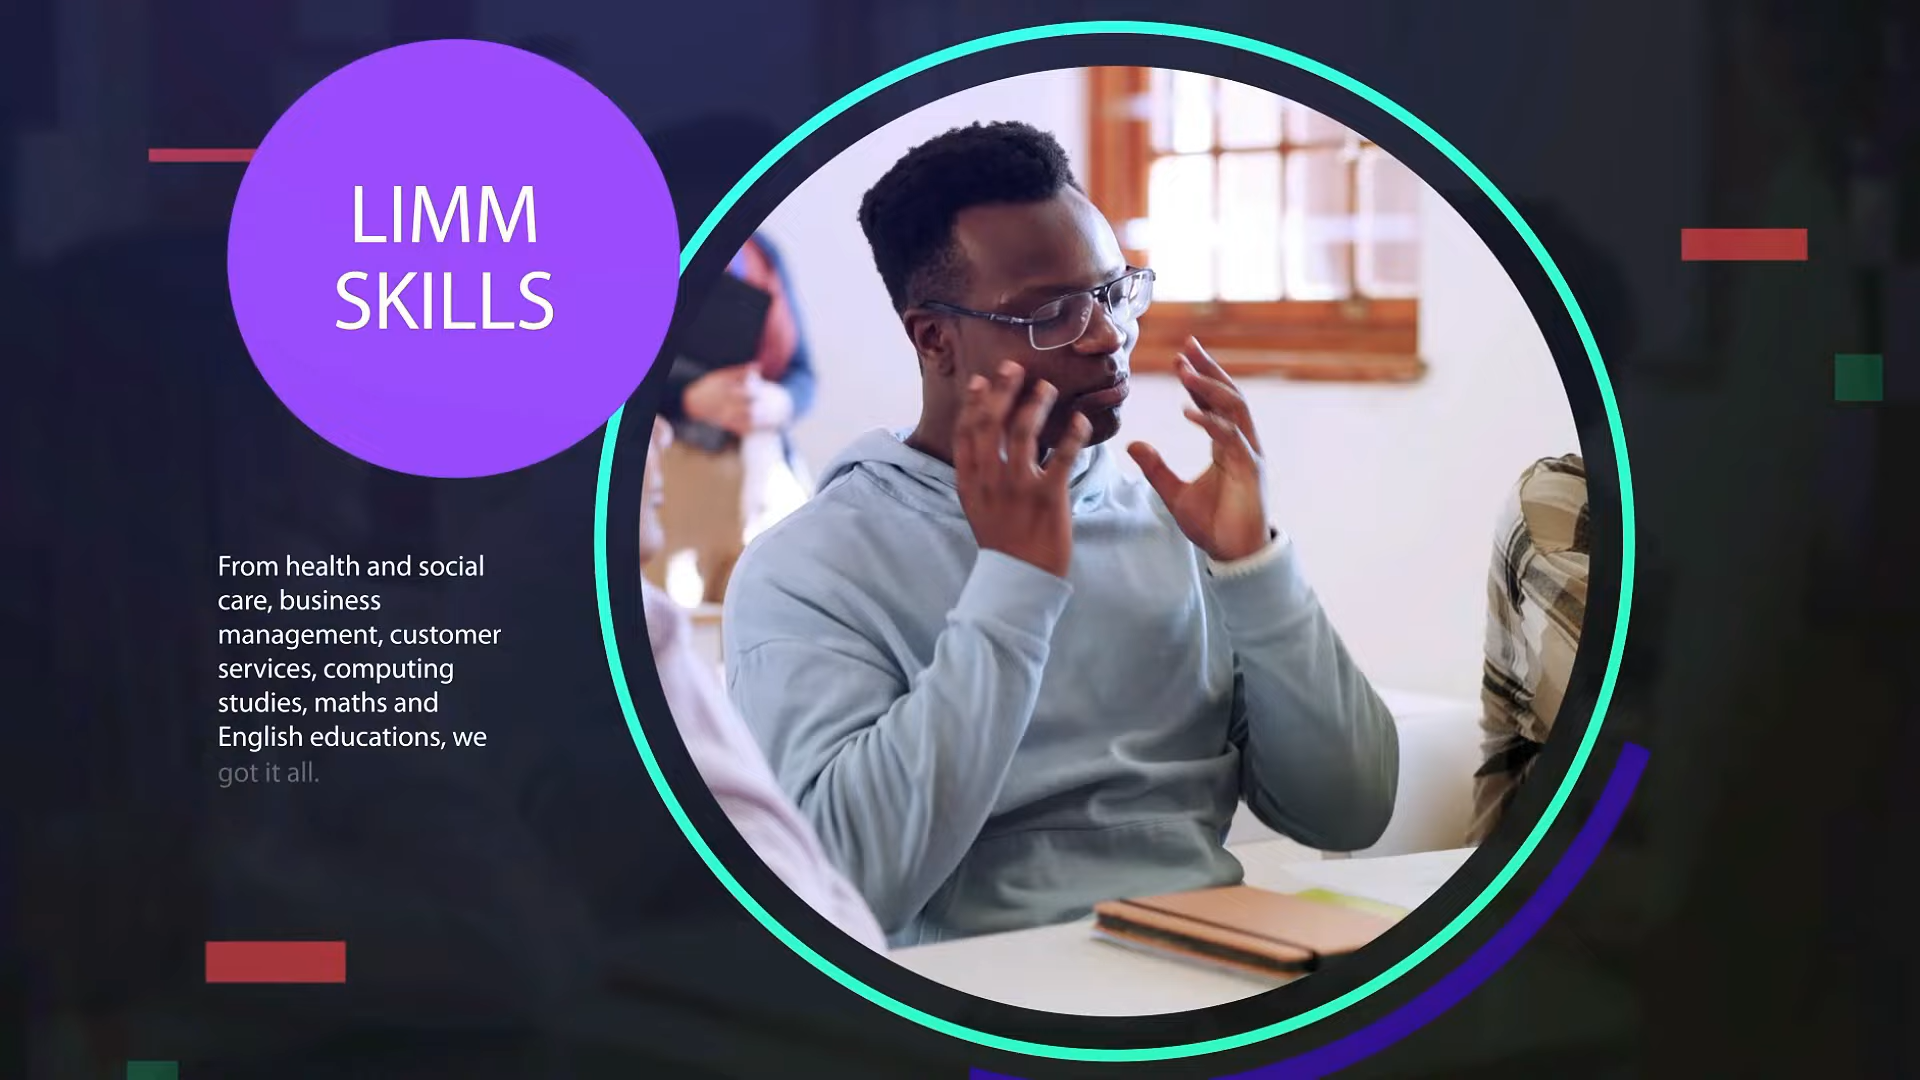 LIMM
SKILLS
From health and social
care, business
management, customer
services, computing
studies, maths and
English educations, we
got it all.